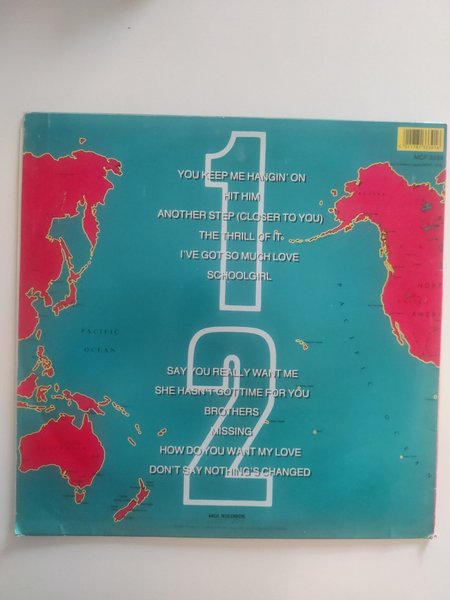 MCF 3339
1
YOU KEEP ME HANGIN' ON
HIT HIM
ANOTHER STEP (CLOSER TO YOU)
THE THRILL OF IT
I'VE GOT SO MUCH LOVE
SCHOOLGIRL
PACIFIC
OCEAN
2
SAY YOU REALLY WANT ME
SHE HASN'T GOT TIME FOR YOU
BROTHERS
MISSING
HOW DO YOU WANT MY LOVE
DON'T SAY NOTHING'S CHANGED
MCA RECORDS